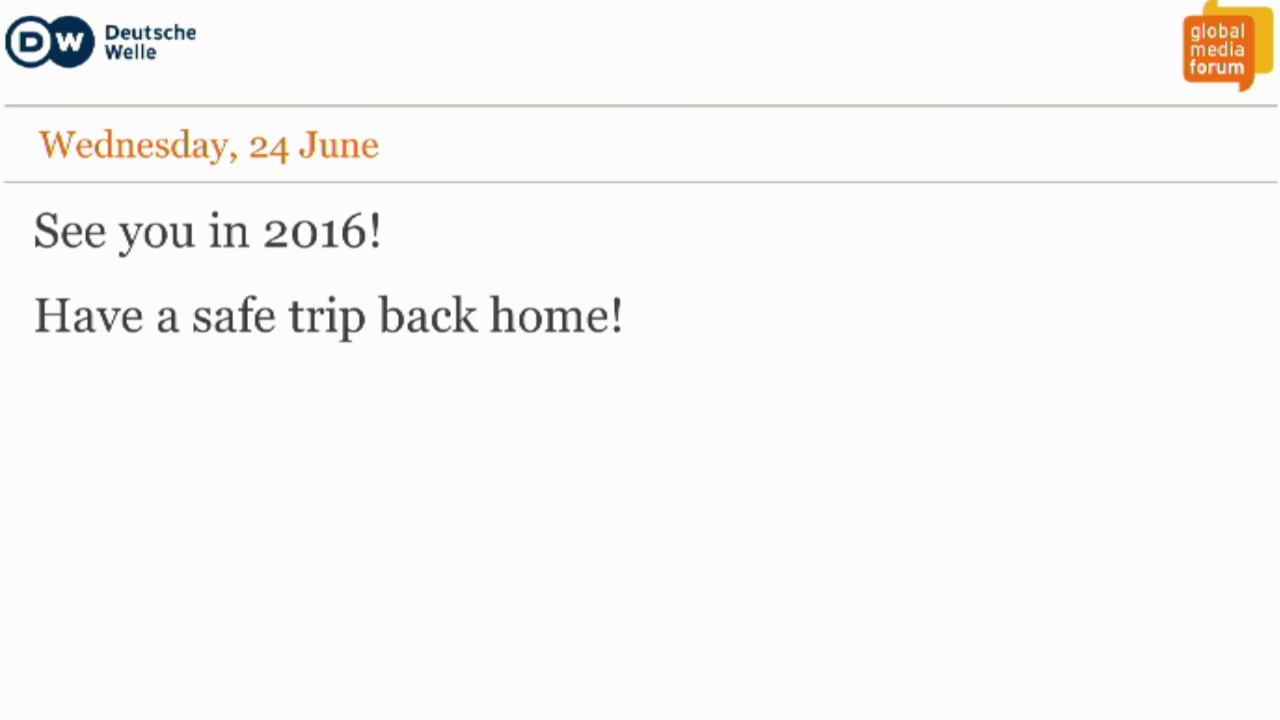 DW Deutsche
Welle
global
media
forum
Wednesday, 24 June
See you in 2016!
Have a safe trip back home!